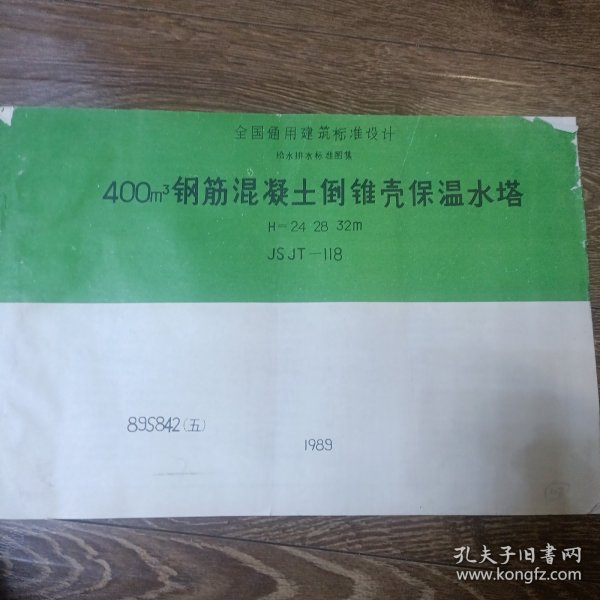 全国通用建筑标准设计
给水排水标准图集
400m³钢筋混凝土倒锥壳保温水塔
H=24 28 32m
JSJT-118
89S842(五)
1989
孔夫子旧书网
www.kongfz.com